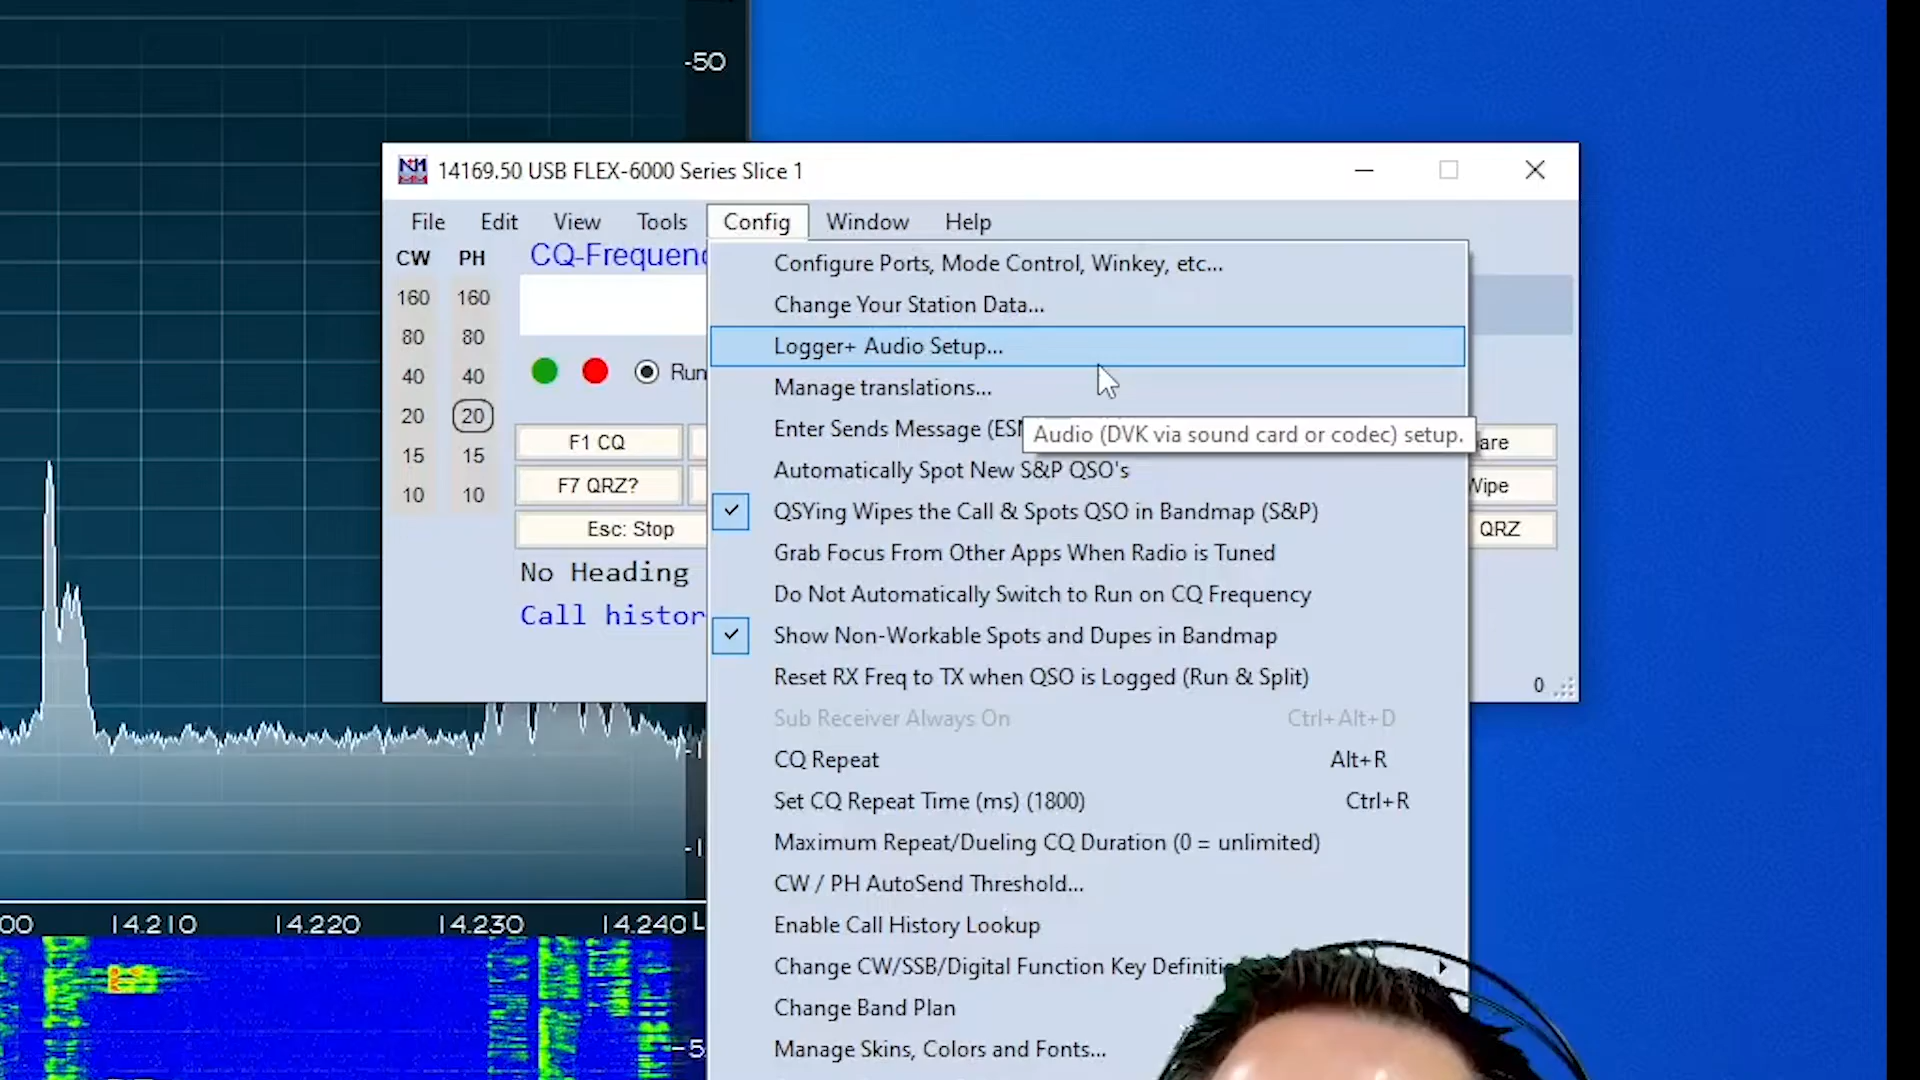 -50
14169.50 USB FLEX-6000 Series Slice 1
File Edit View Tools Config Window Help
CW PH
160 160
80 80
40 40
20 20
15 15
10 10
Run
F1 CQ
F7 QRZ?
Esc: Stop
No Heading
Call histor
Configure Ports, Mode Control, Winkey, etc...
Change Your Station Data...
Logger+ Audio Setup...
Manage translations...
Enter Sends Message (ESM
Audio (DVK via sound card or codec) setup.
Automatically Spot New S&P QSO's
QSYing Wipes the Call & Spots QSO in Bandmap (S&P)
Grab Focus From Other Apps When Radio is Tuned
Do Not Automatically Switch to Run on CQ Frequency
Show Non-Workable Spots and Dupes in Bandmap
Reset RX Freq to TX when QSO is Logged (Run & Split)
Sub Receiver Always On Ctrl+Alt+D
CQ Repeat Alt+R
Set CQ Repeat Time (ms) (1800) Ctrl+R
Maximum Repeat/Dueling CQ Duration (0 = unlimited)
CW / PH AutoSend Threshold...
Enable Call History Lookup
Change CW/SSB/Digital Function Key Definiti
Change Band Plan
Manage Skins, Colors and Fonts...
are
Wipe
QRZ
0
CQ-Frequenc
00 14.210 14.220 14.230 14.240